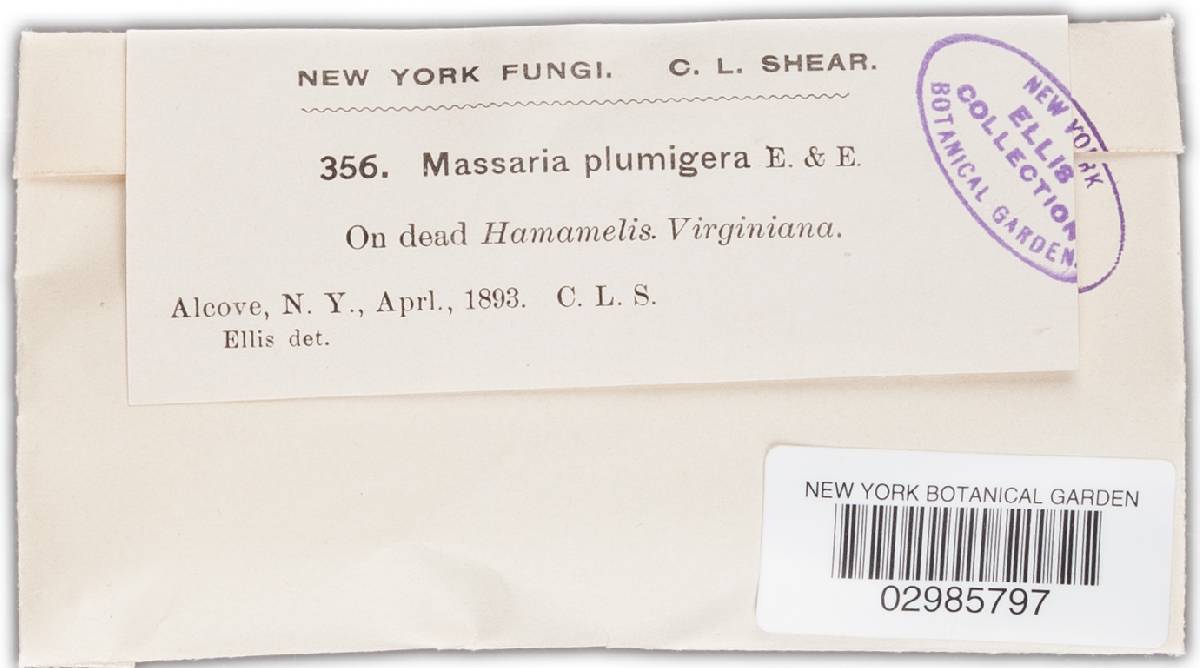 NEW YORK FUNGI. C. L. SHEAR.
356. Massaria plumigera E. & E.
On dead Hamamelis. Virginiana.
Alcove, N. Y., Aprl., 1893. C. L. S.
Ellis det.
NEW YORK
ELLIS
COLLECTION
BOTANICAL GARDEN.
NEW YORK BOTANICAL GARDEN
02985797